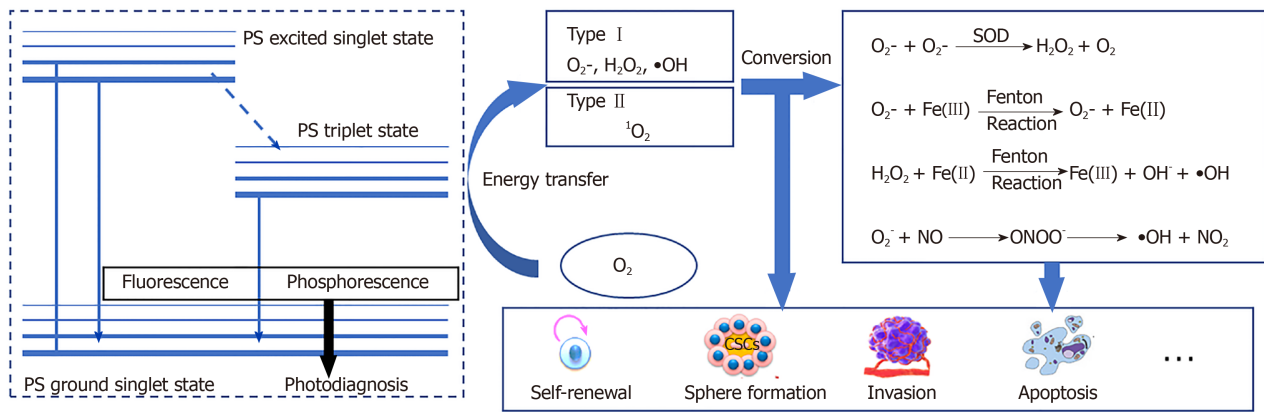 PS excited singlet state
PS triplet state
Fluorescence
Phosphorescence
PS ground singlet state
Photodiagnosis
Energy transfer
Type Ⅰ
O₂-, H₂O₂, •OH
Type Ⅱ
¹O₂
O₂
Conversion
O₂- + O₂- SOD H₂O₂ + O₂
O₂- + Fe(Ⅲ) Fenton Reaction O₂- + Fe(Ⅱ)
H₂O₂ + Fe(Ⅱ) Fenton Reaction Fe(Ⅲ) + OH⁻ + •OH
O₂⁻ + NO ONOO⁻ •OH + NO₂
CSCs
Self-renewal
Sphere formation
Invasion
Apoptosis
...